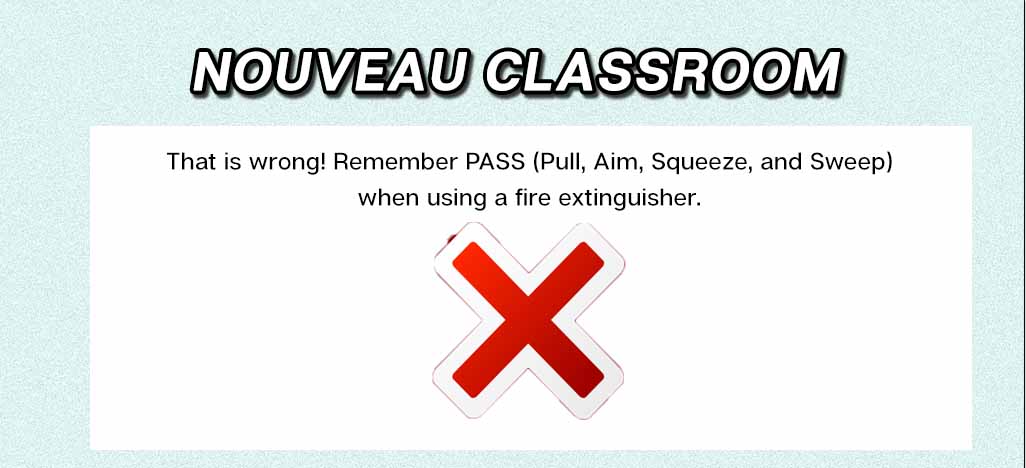 NOUVEAU CLASSROOM
That is wrong! Remember PASS (Pull, Aim, Squeeze, and Sweep)
when using a fire extinguisher.